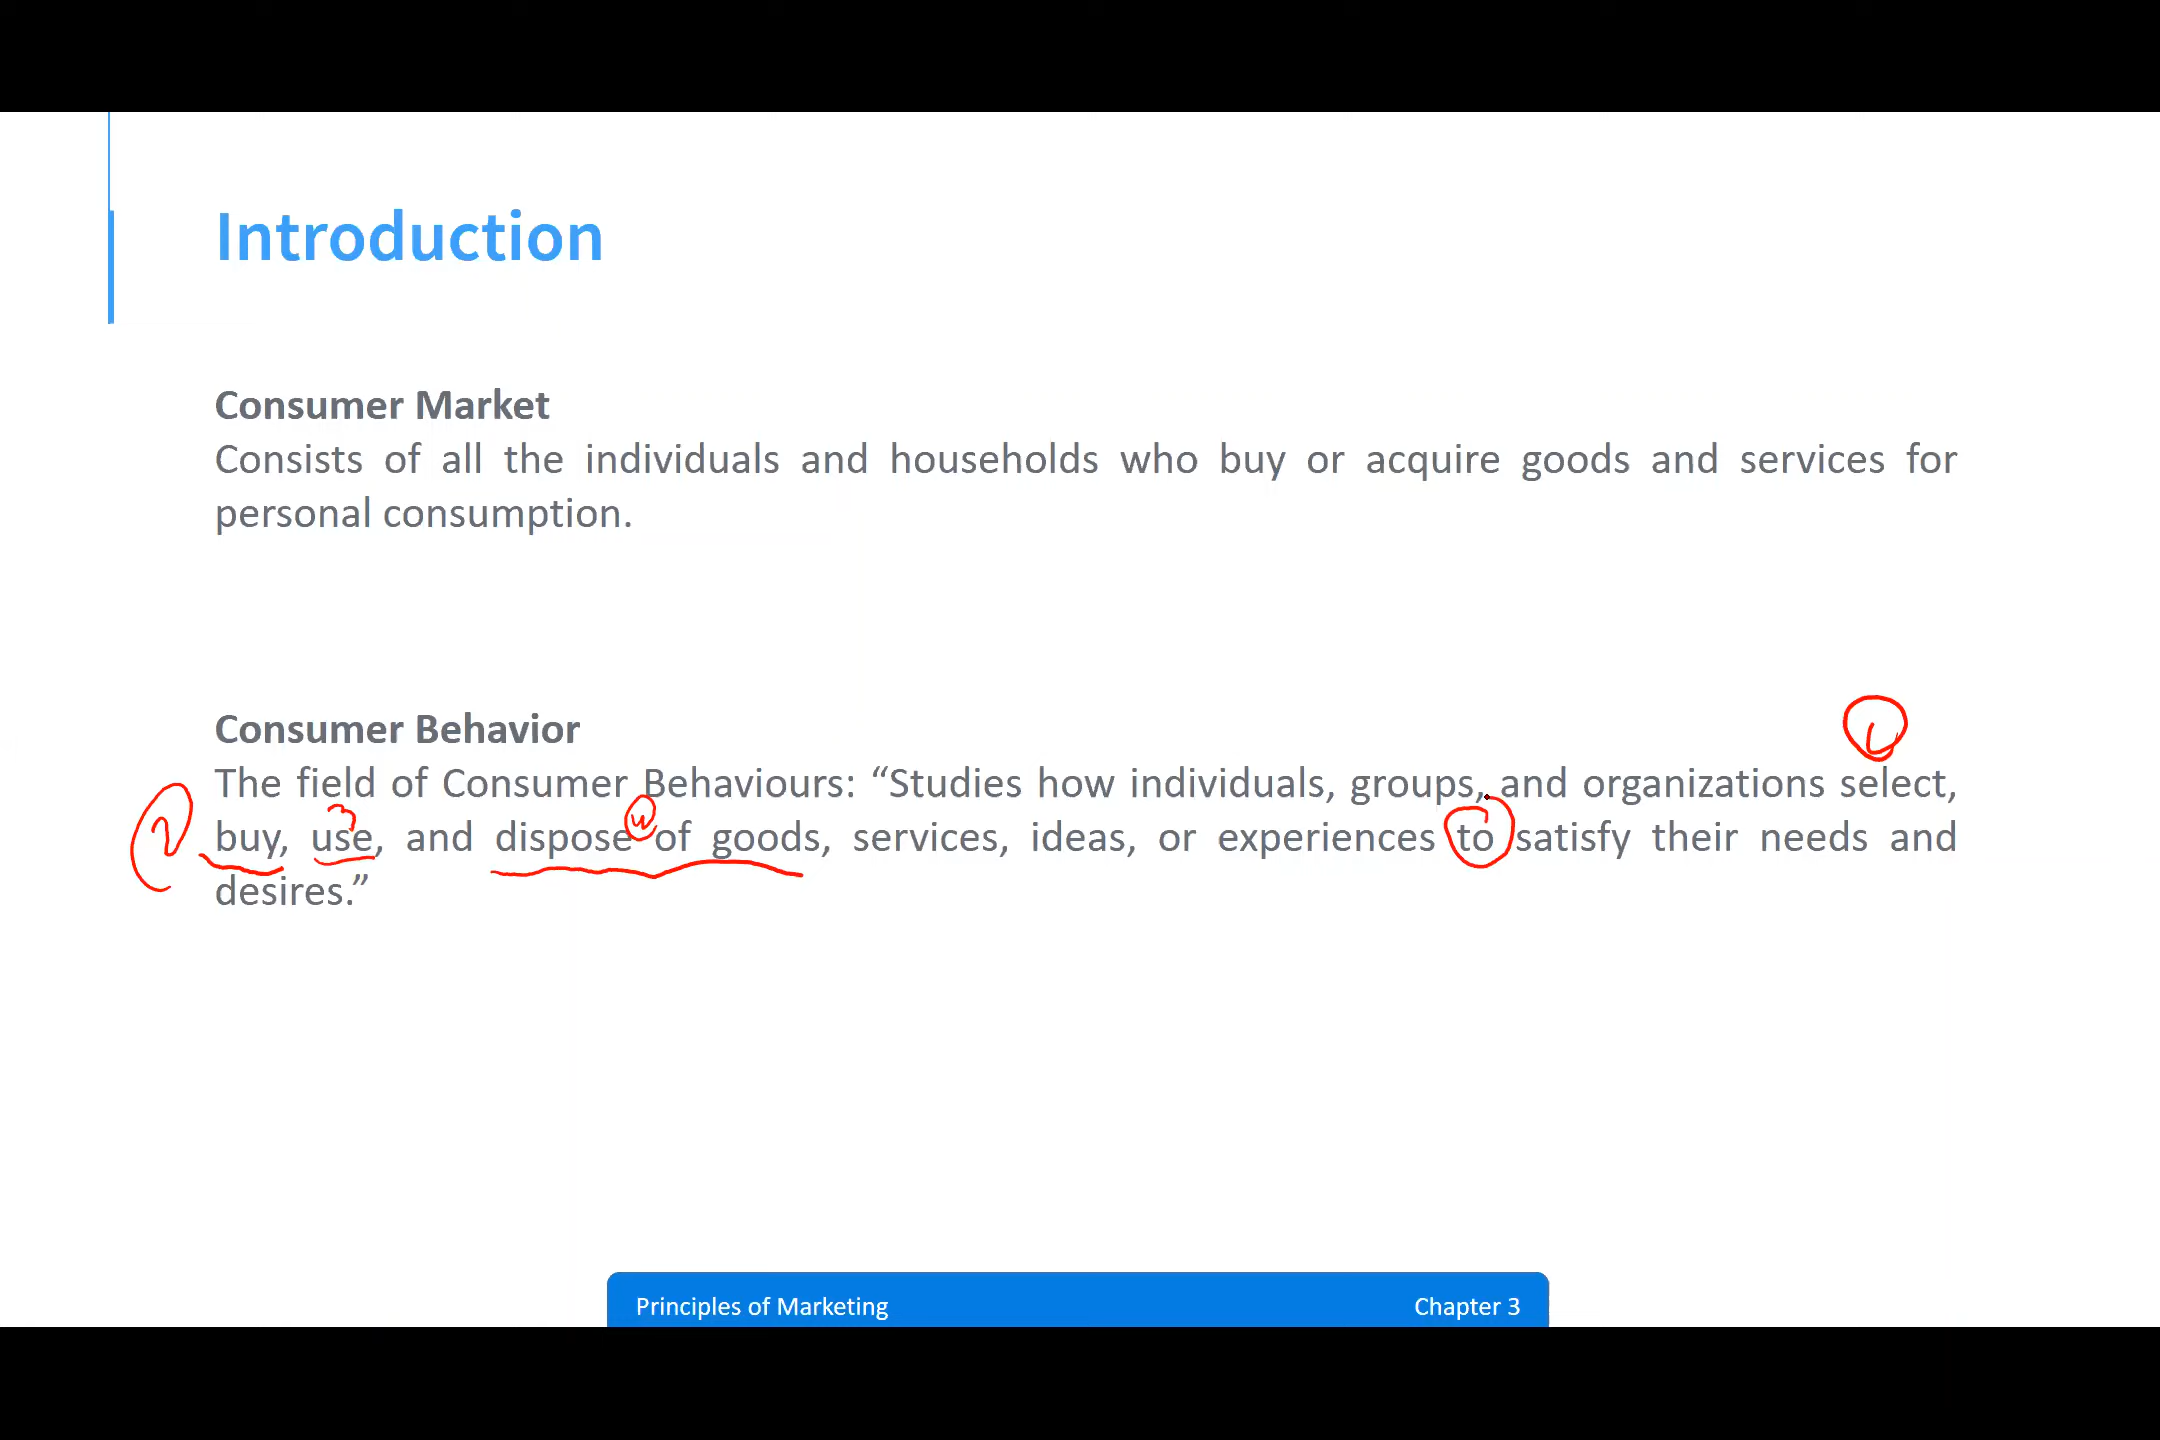 Introduction
Consumer Market
Consists of all the individuals and households who buy or acquire goods and services for
personal consumption.
Consumer Behavior
The field of Consumer Behaviours: “Studies how individuals, groups, and organizations select,
buy, use, and dispose of goods, services, ideas, or experiences to satisfy their needs and
desires.”
2
3
Principles of Marketing
Chapter 3